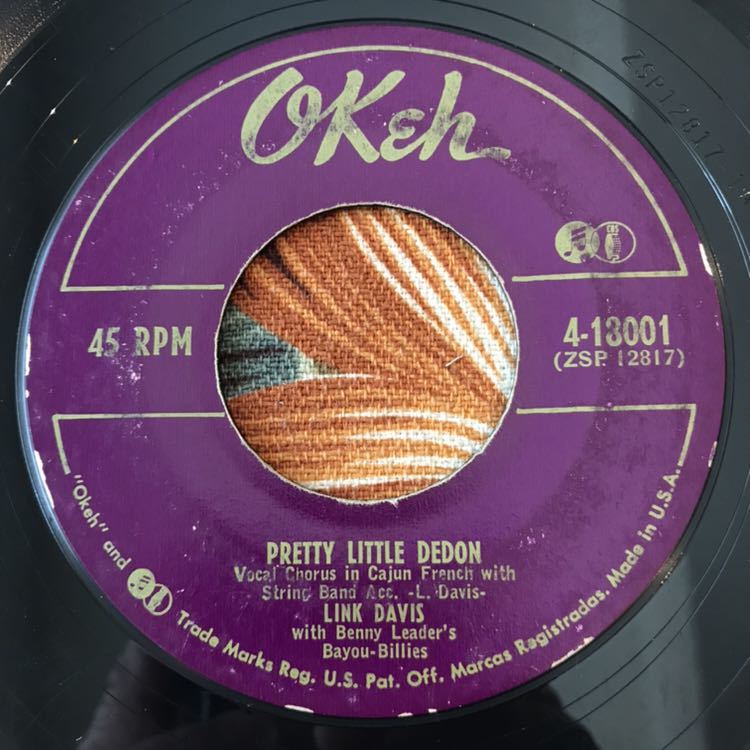 OKeh
CBS
45 RPM
4-18001
(ZSP 12817)
PRETTY LITTLE DEDON
Vocal Chorus in Cajun French with
String Band Acc. -L. Davis-
LINK DAVIS
with Benny Leader's
Bayou-Billies
"Okeh" and Trade Marks Reg. U.S. Pat. Off. Marcas Registradas. Made in U.S.A.
ZSP12817